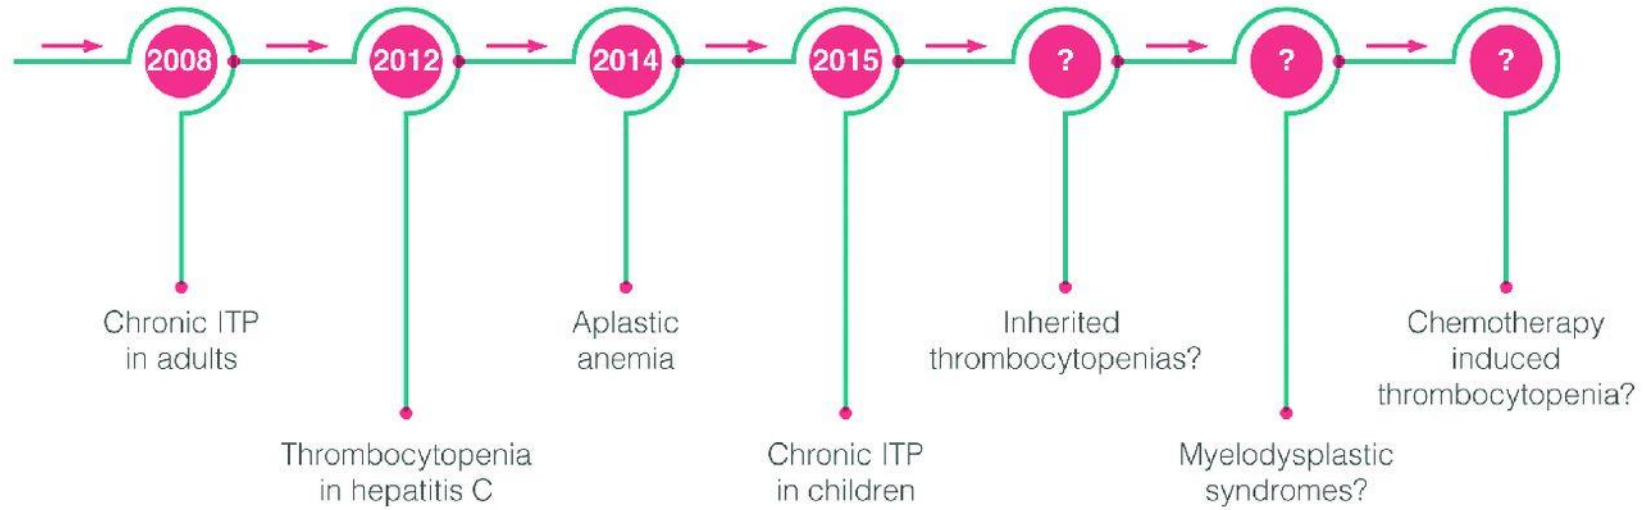 2008
2012
2014
2015
?
?
?
Chronic ITP
in adults
Thrombocytopenia
in hepatitis C
Aplastic
anemia
Chronic ITP
in children
Inherited
thrombocytopenias?
Myelodysplastic
syndromes?
Chemotherapy
induced
thrombocytopenia?